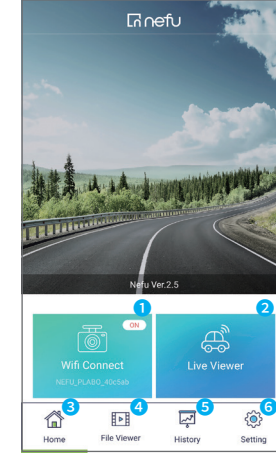 nefu
Nefu Ver.2.5
1
2
ON
Wifi Connect
NEFU_PLABO_40c5ab
Live Viewer
3
4
5
6
Home
File Viewer
History
Setting